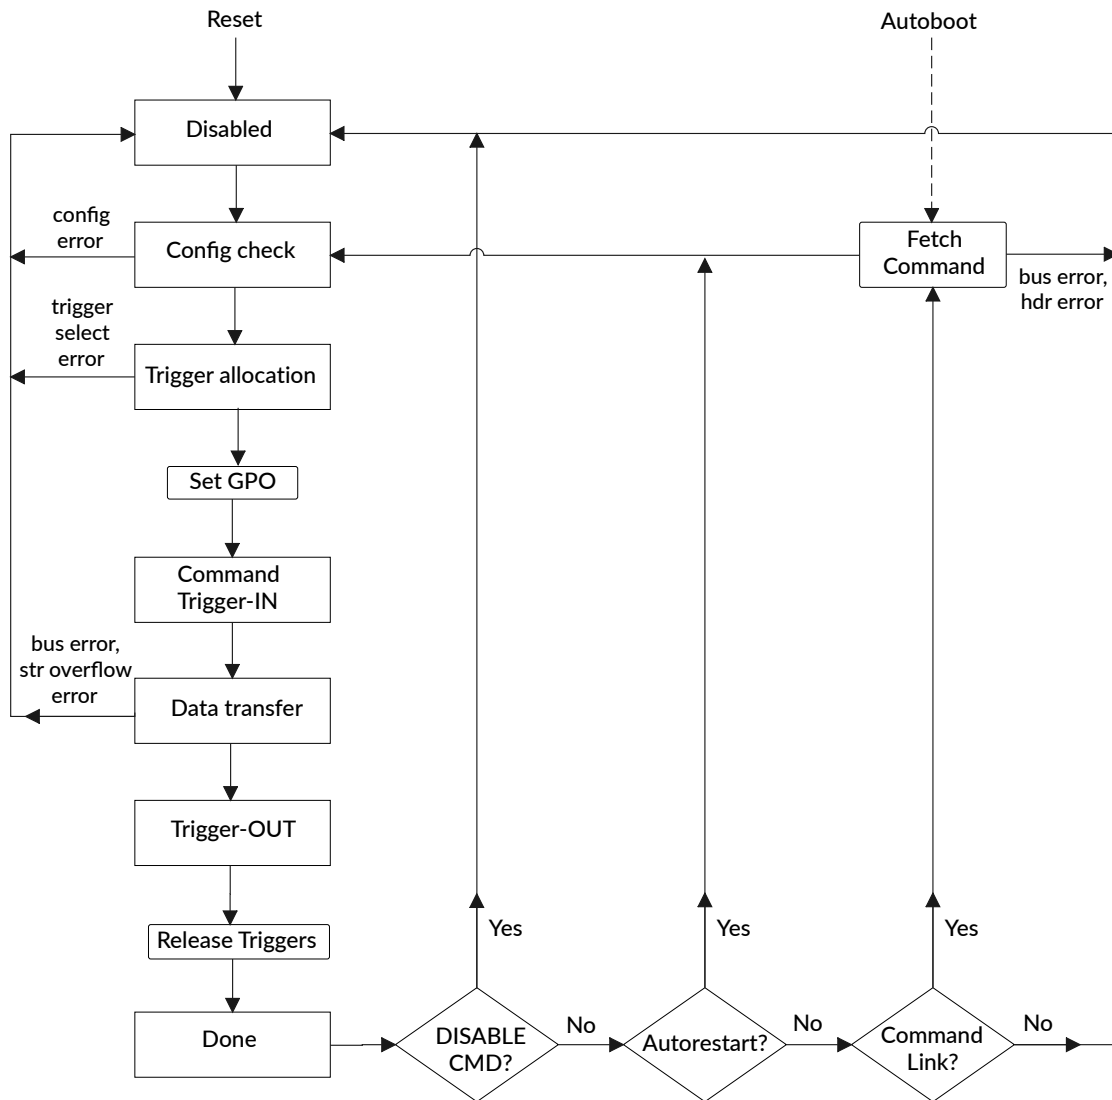 Reset
Autoboot
Disabled
config
error
Config check
Fetch
Command
bus error,
hdr error
trigger
select
error
Trigger allocation
Set GPO
Command
Trigger-IN
bus error,
str overflow
error
Data transfer
Trigger-OUT
Release Triggers
Yes
Yes
Yes
Done
DISABLE
CMD?
No
Autorestart?
No
Command
Link?
No